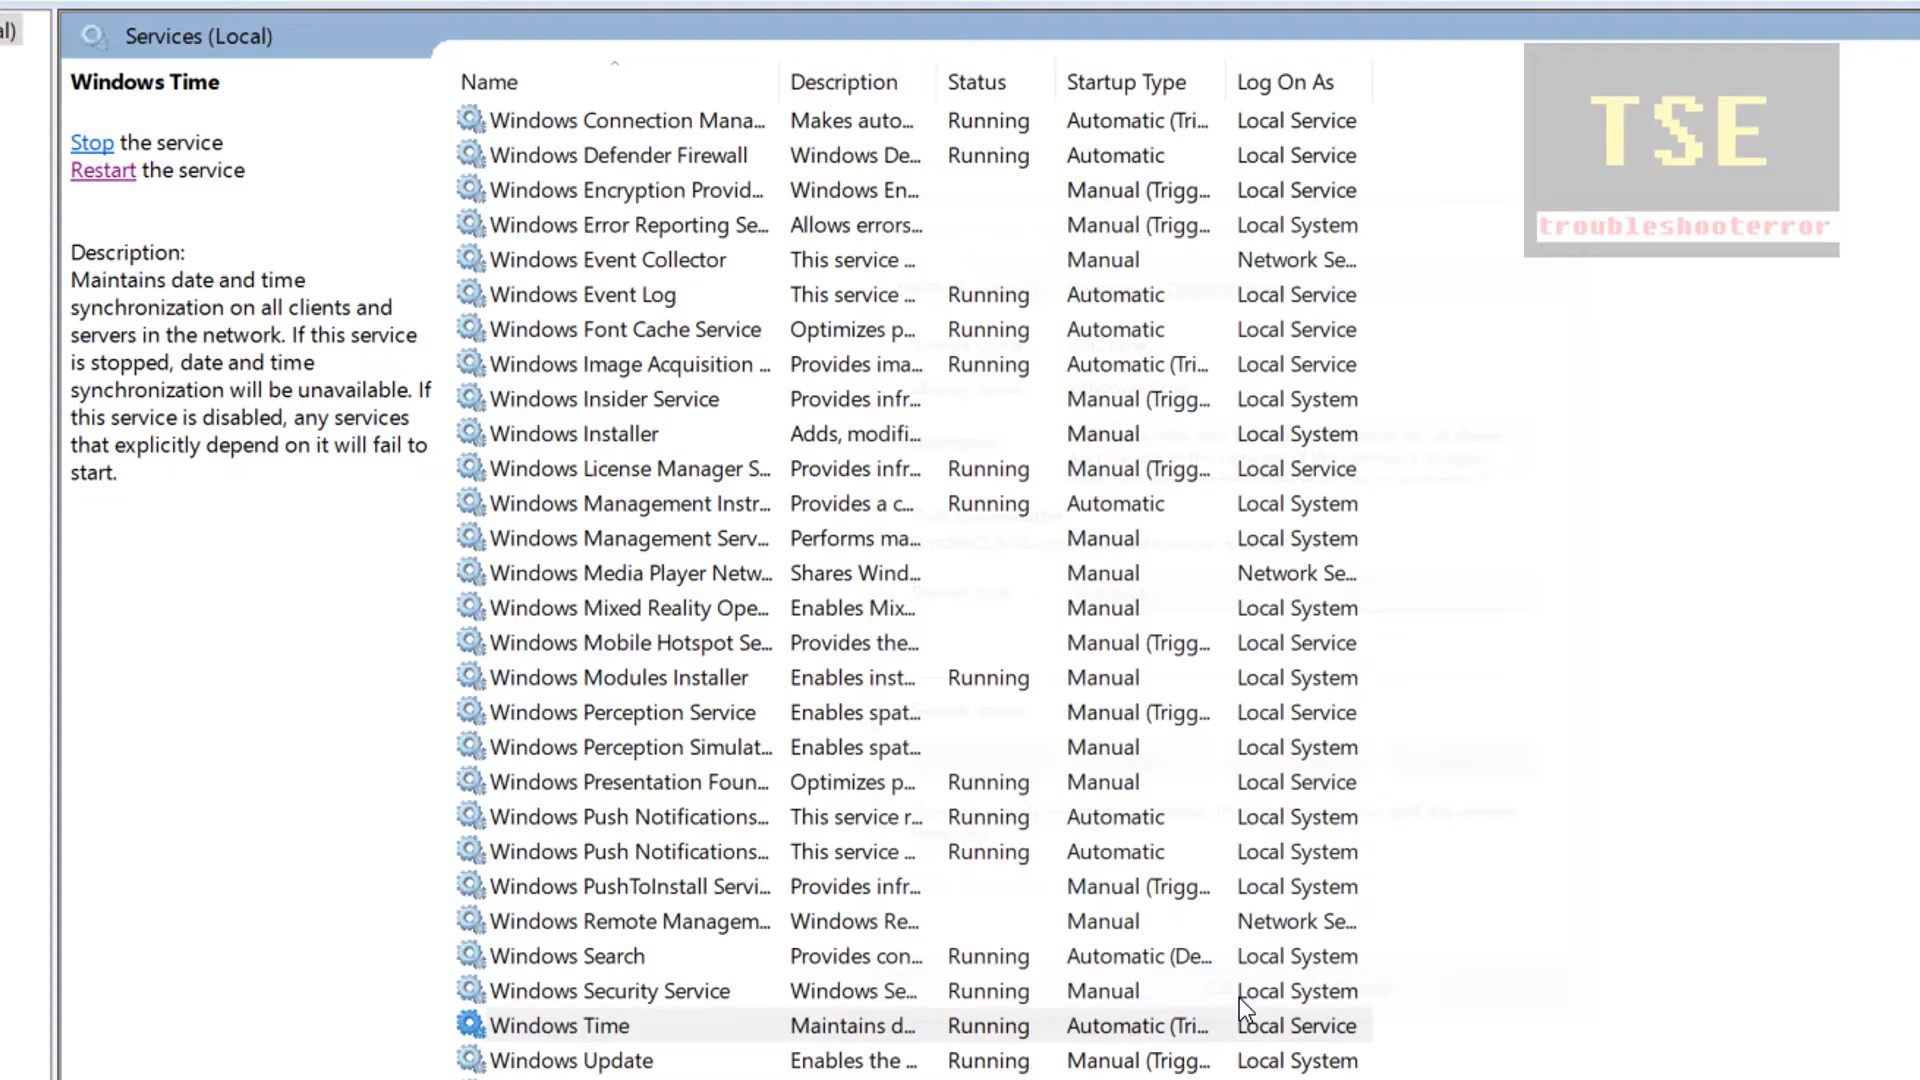 al)
Services (Local)
Windows Time
Stop the service
Restart the service
Description:
Maintains date and time
synchronization on all clients and
servers in the network. If this service
is stopped, date and time
synchronization will be unavailable. If
this service is disabled, any services
that explicitly depend on it will fail to
start.
Name Description Status Startup Type Log On As
Windows Connection Mana... Makes auto... Running Automatic (Tri... Local Service
Windows Defender Firewall Windows De... Running Automatic Local Service
Windows Encryption Provid... Windows En... Manual (Trigg... Local Service
Windows Error Reporting Se... Allows errors... Manual (Trigg... Local System
Windows Event Collector This service ... Manual Network Se...
Windows Event Log This service ... Running Automatic Local Service
Windows Font Cache Service Optimizes p... Running Automatic Local Service
Windows Image Acquisition ... Provides ima... Running Automatic (Tri... Local Service
Windows Insider Service Provides infr... Manual (Trigg... Local System
Windows Installer Adds, modifi... Manual Local System
Windows License Manager S... Provides infr... Running Manual (Trigg... Local Service
Windows Management Instr... Provides a c... Running Automatic Local System
Windows Management Serv... Performs ma... Manual Local System
Windows Media Player Netw... Shares Wind... Manual Network Se...
Windows Mixed Reality Ope... Enables Mix... Manual Local System
Windows Mobile Hotspot Se... Provides the... Manual (Trigg... Local Service
Windows Modules Installer Enables inst... Running Manual Local System
Windows Perception Service Enables spat... Manual (Trigg... Local Service
Windows Perception Simulat... Enables spat... Manual Local System
Windows Presentation Foun... Optimizes p... Running Manual Local Service
Windows Push Notifications... This service r... Running Automatic Local System
Windows Push Notifications... This service ... Running Automatic Local System
Windows PushToInstall Servi... Provides infr... Manual (Trigg... Local System
Windows Remote Managem... Windows Re... Manual Network Se...
Windows Search Provides con... Running Automatic (De... Local System
Windows Security Service Windows Se... Running Manual Local System
Windows Time Maintains d... Running Automatic (Tri... Local Service
Windows Update Enables the ... Running Manual (Trigg... Local System
TSE
troubleshooterror